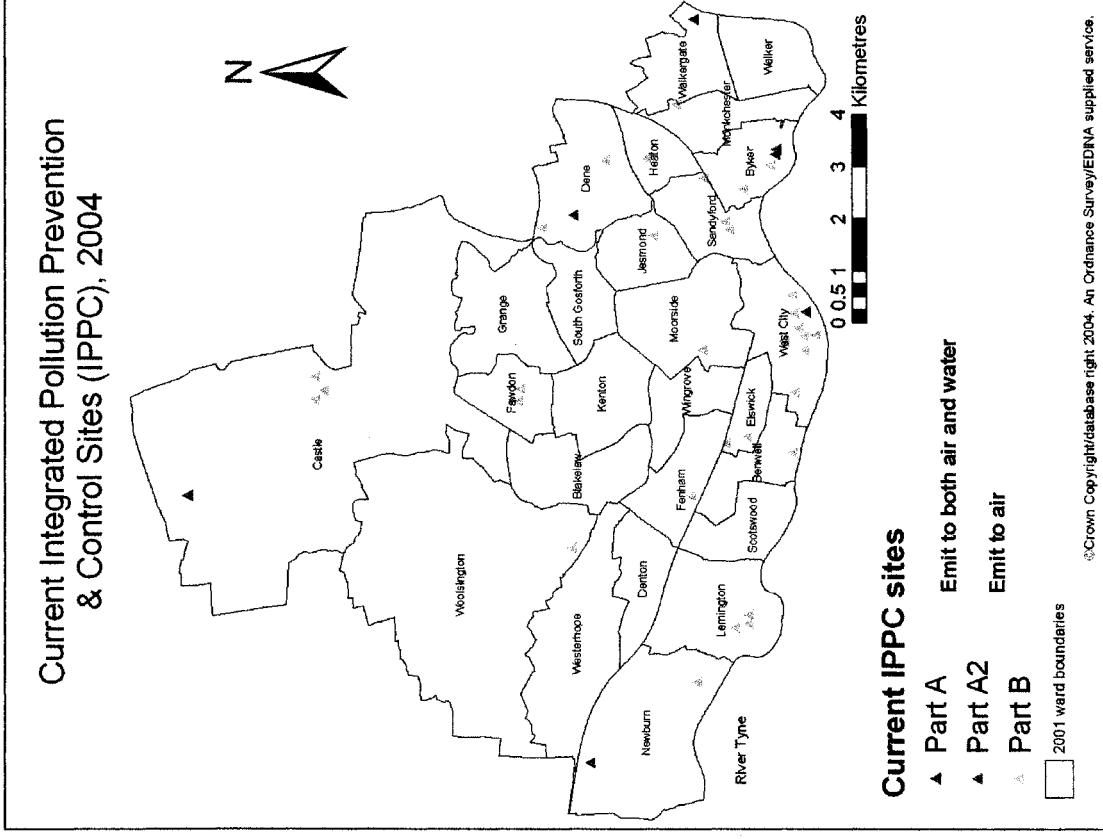 Current Integrated Pollution Prevention
& Control Sites (IPPC), 2004
N
Castle
Woolsington
Grange
Dene
Fawdon
South Gosforth
Westerhope
Blakelaw
Kenton
Jesmond
Heaton
Walkergate
Newburn
Denton
Fenham
Wingrove
Moorside
Sandyford
Monkchester
Walker
Byker
Lemington
Scotswood
Benwell
Elswick
West City
River Tyne
0 0.5 1 2 3 4
Kilometres
Current IPPC sites
Part A
Emit to both air and water
Part A2
Part B
Emit to air
2001 ward boundaries
©Crown Copyright/database right 2004. An Ordnance Survey/EDINA supplied service.